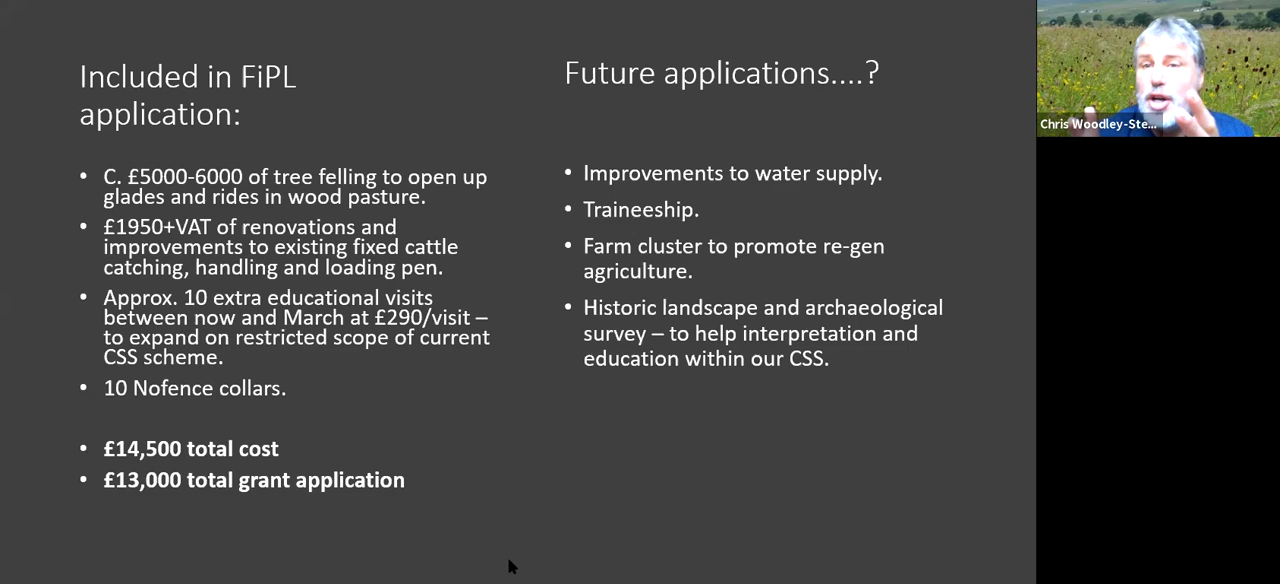 Included in FiPL
application:
• C. £5000-6000 of tree felling to open up
glades and rides in wood pasture.
• £1950+VAT of renovations and
improvements to existing fixed cattle
catching, handling and loading pen.
• Approx. 10 extra educational visits
between now and March at £290/visit –
to expand on restricted scope of current
CSS scheme.
• 10 Nofence collars.
• £14,500 total cost
• £13,000 total grant application
Future applications....?
• Improvements to water supply.
• Traineeship.
• Farm cluster to promote re-gen
agriculture.
• Historic landscape and archaeological
survey – to help interpretation and
education within our CSS.
Chris Woodley-Ste...